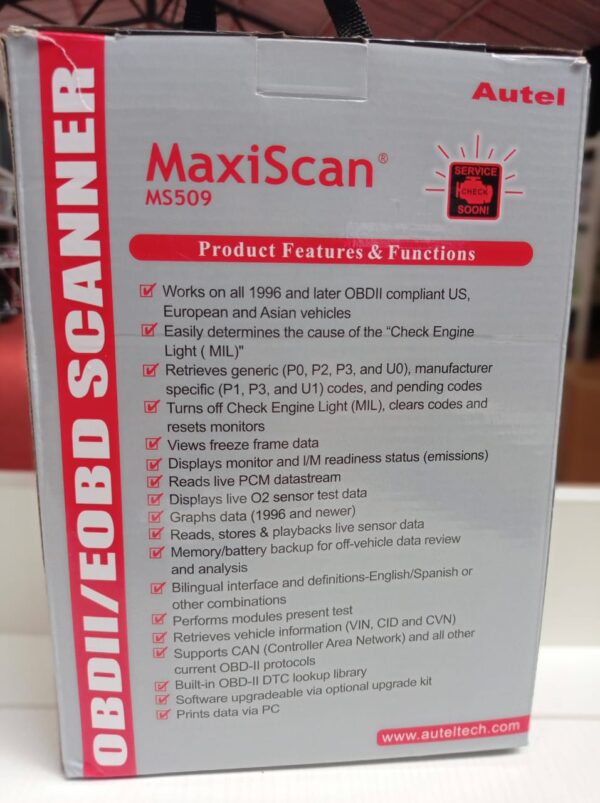 Autel
MaxiScan®
MS509
SERVICE
CHECK
SOON!
Product Features & Functions
Works on all 1996 and later OBDII compliant US,
European and Asian vehicles
Easily determines the cause of the “Check Engine
Light ( MIL)"
Retrieves generic (P0, P2, P3, and U0), manufacturer
specific (P1, P3, and U1) codes, and pending codes
Turns off Check Engine Light (MIL), clears codes and
resets monitors
Views freeze frame data
Displays monitor and I/M readiness status (emissions)
Reads live PCM datastream
Displays live O2 sensor test data
Graphs data (1996 and newer)
Reads, stores & playbacks live sensor data
Memory/battery backup for off-vehicle data review
and analysis
Bilingual interface and definitions-English/Spanish or
other combinations
Performs modules present test
Retrieves vehicle information (VIN, CID and CVN)
Supports CAN (Controller Area Network) and all other
current OBD-II protocols
Built-in OBD-II DTC lookup library
Software upgradeable via optional upgrade kit
Prints data via PC
www.auteltech.com
OBDII/EOBD SCANNER